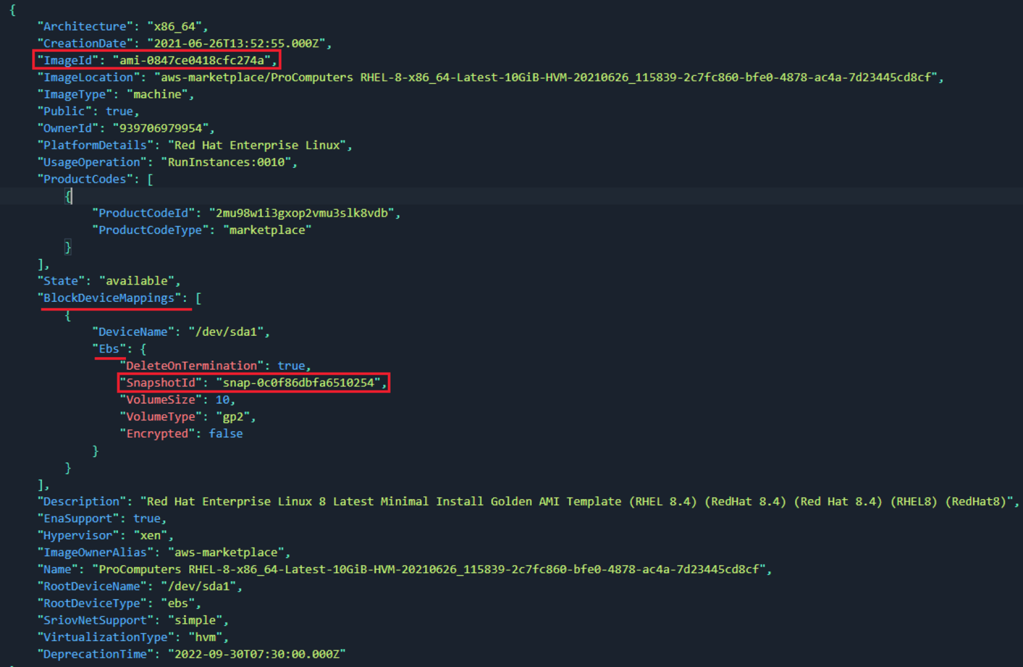 {
"Architecture": "x86_64",
"CreationDate": "2021-06-26T13:52:55.000Z",
"ImageId": "ami-0847ce0418cfc274a",
"ImageLocation": "aws-marketplace/ProComputers RHEL-8-x86_64-Latest-10GiB-HVM-20210626_115839-2c7fc860-bfe0-4878-ac4a-7d23445cd8cf",
"ImageType": "machine",
"Public": true,
"OwnerId": "939706979954",
"PlatformDetails": "Red Hat Enterprise Linux",
"UsageOperation": "RunInstances:0010",
"ProductCodes": [
{
"ProductCodeId": "2mu98w1i3gxop2vmu3slk8vdb",
"ProductCodeType": "marketplace"
}
],
"State": "available",
"BlockDeviceMappings": [
{
"DeviceName": "/dev/sda1",
"Ebs": {
"DeleteOnTermination": true,
"SnapshotId": "snap-0c0f86dbfa6510254",
"VolumeSize": 10,
"VolumeType": "gp2",
"Encrypted": false
}
}
],
"Description": "Red Hat Enterprise Linux 8 Latest Minimal Install Golden AMI Template (RHEL 8.4) (RedHat 8.4) (Red Hat 8.4) (RHEL8) (RedHat8)",
"EnaSupport": true,
"Hypervisor": "xen",
"ImageOwnerAlias": "aws-marketplace",
"Name": "ProComputers RHEL-8-x86_64-Latest-10GiB-HVM-20210626_115839-2c7fc860-bfe0-4878-ac4a-7d23445cd8cf",
"RootDeviceName": "/dev/sda1",
"RootDeviceType": "ebs",
"SriovNetSupport": "simple",
"VirtualizationType": "hvm",
"DeprecationTime": "2022-09-30T07:30:00.000Z"